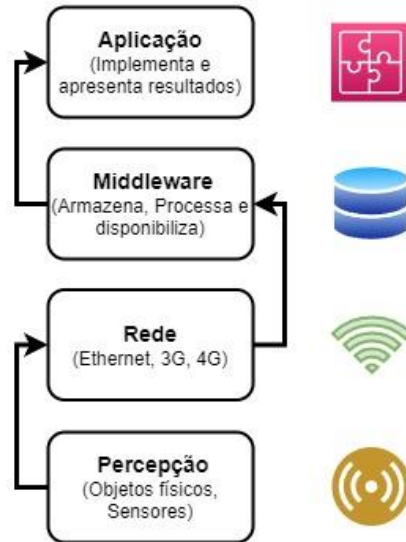 Aplicação
(Implementa e
apresenta resultados)
Middleware
(Armazena, Processa e
disponibiliza)
Rede
(Ethernet, 3G, 4G)
Percepção
(Objetos físicos,
Sensores)